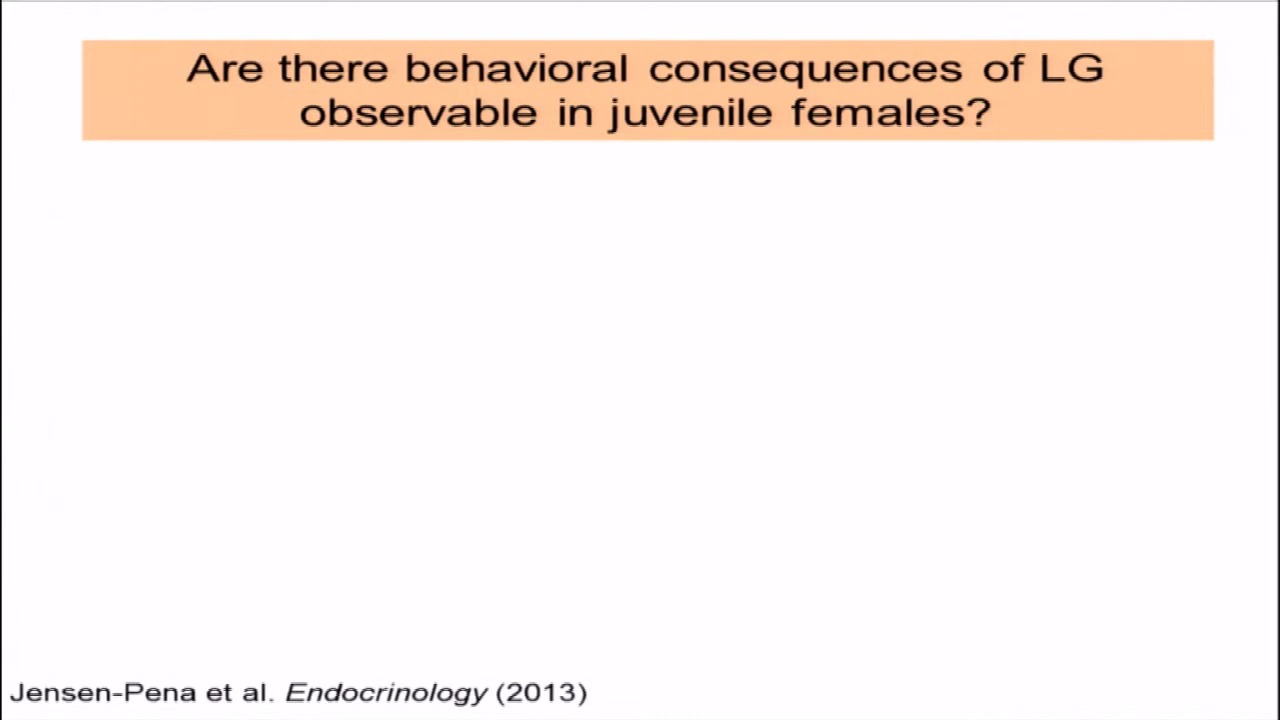 Are there behavioral consequences of LG
observable in juvenile females?
Jensen-Pena et al. Endocrinology (2013)